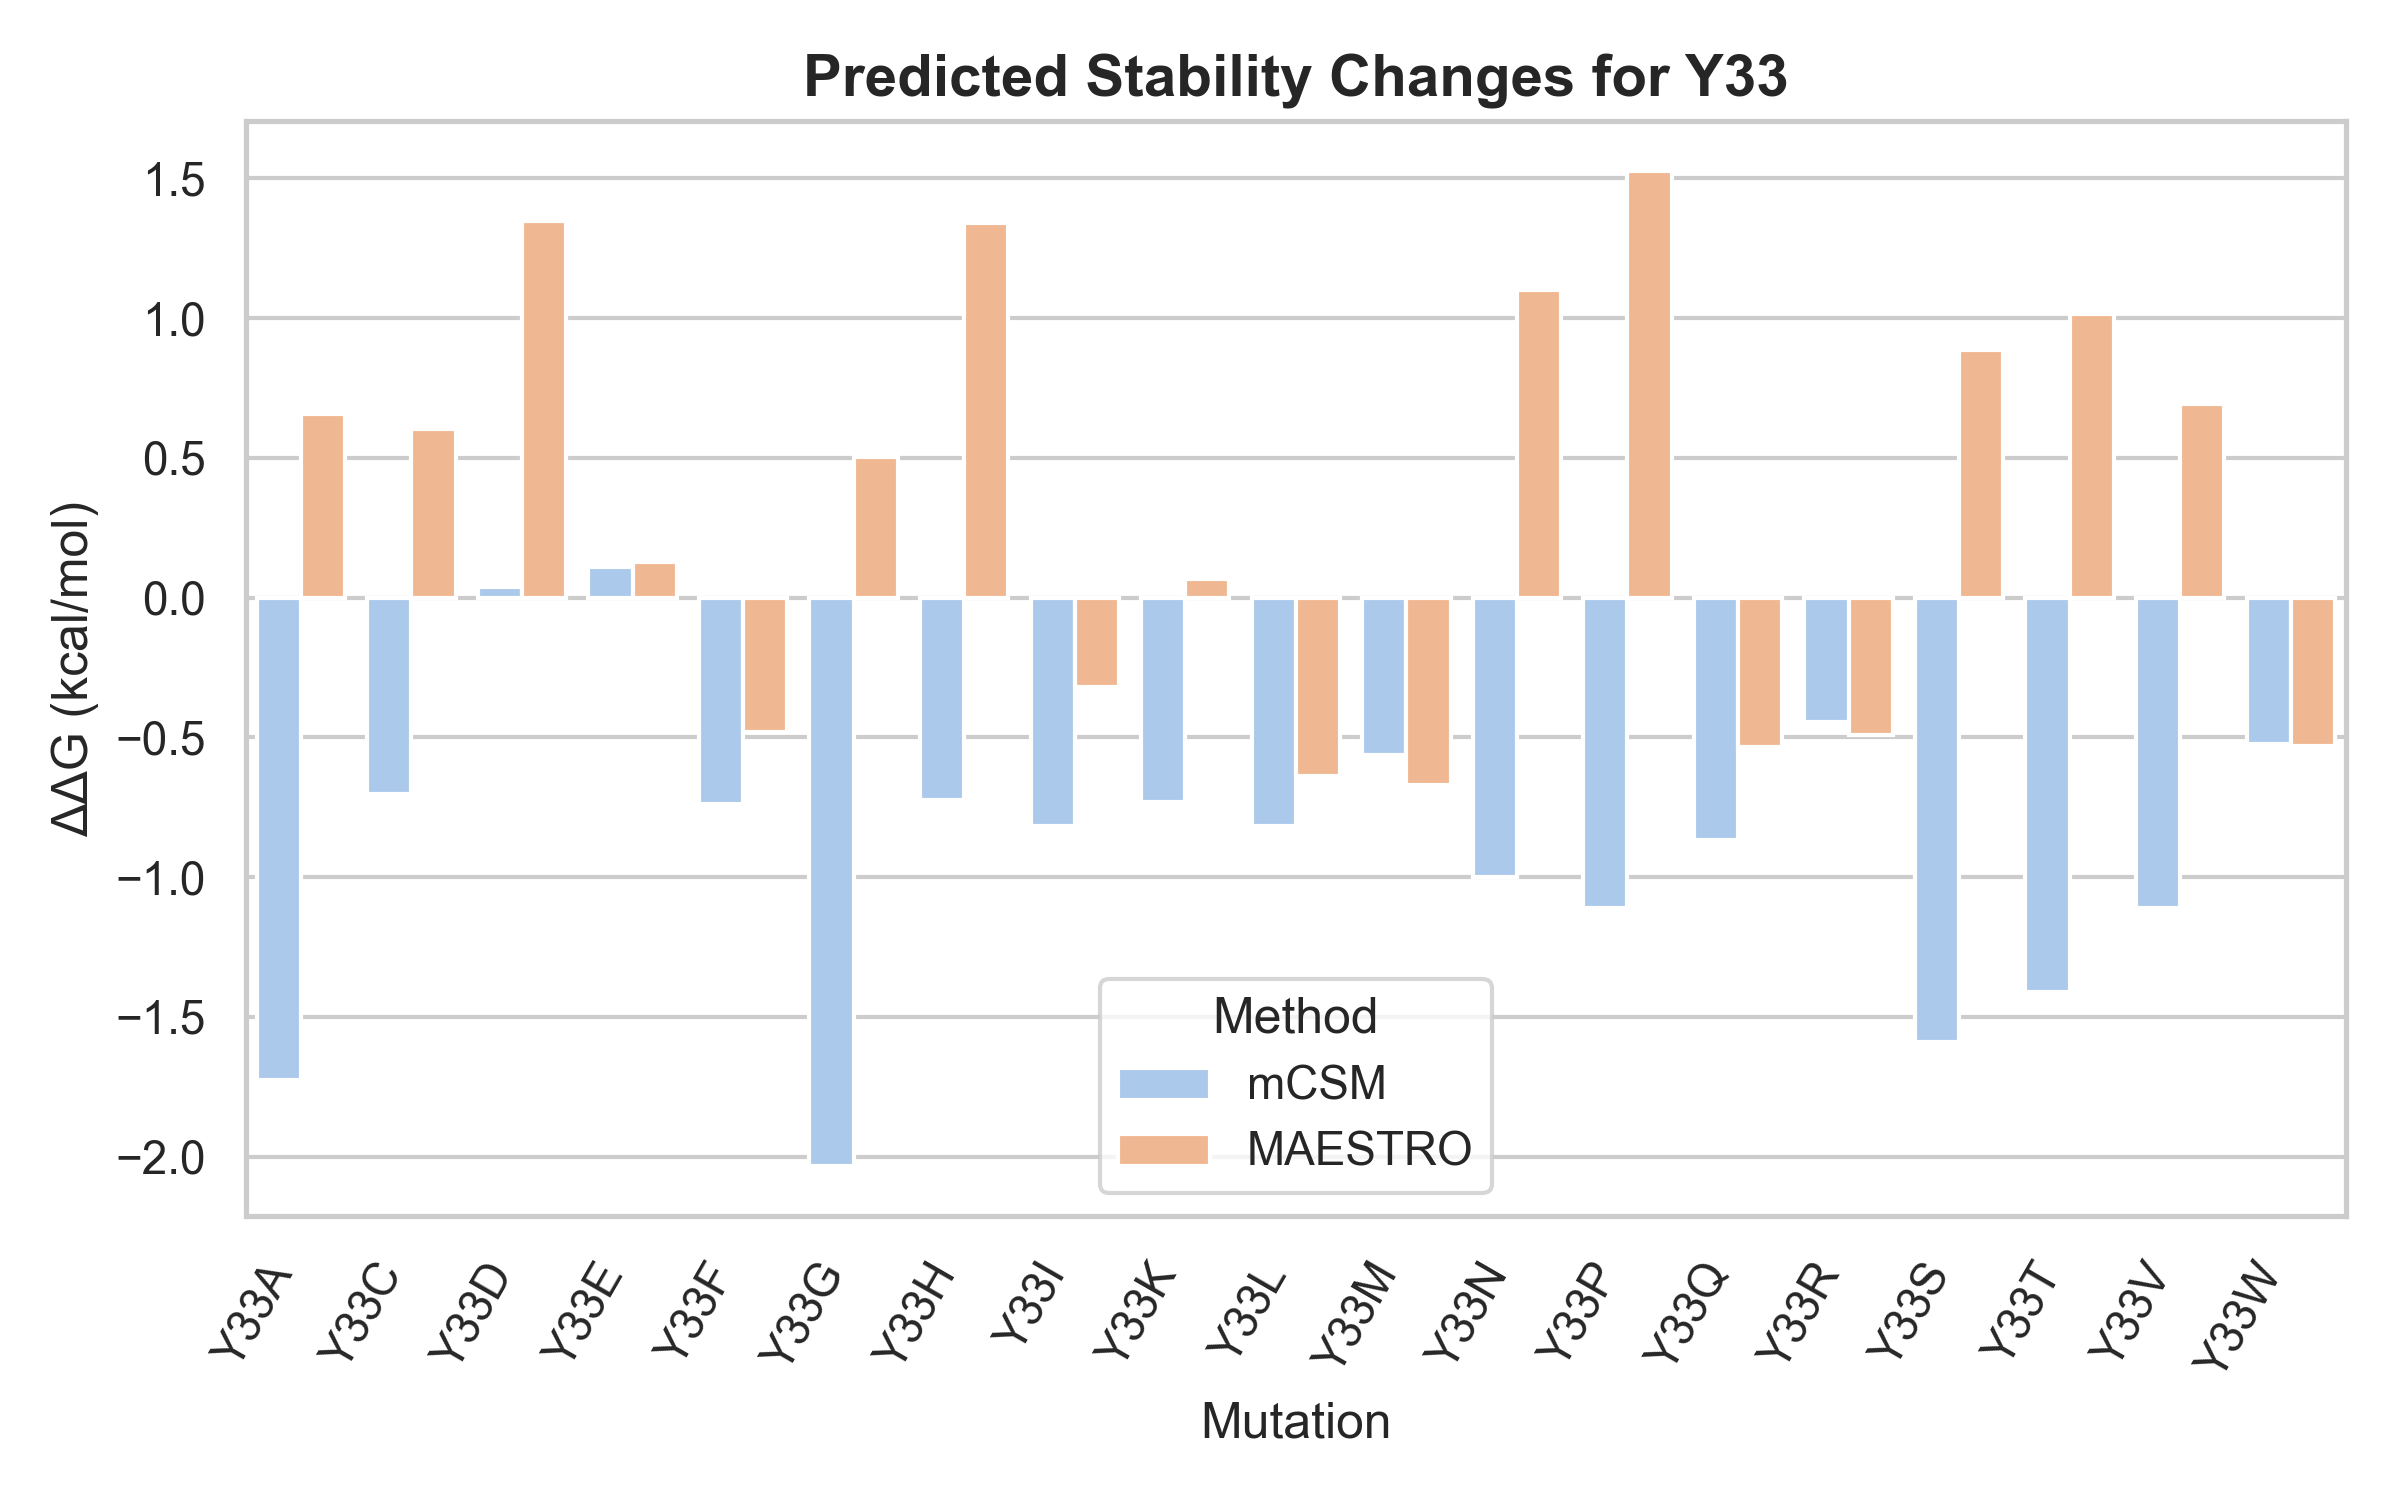 Predicted Stability Changes for Y33
1.5
1.0
0.5
0.0
−0.5
−1.0
−1.5
−2.0
ΔΔG (kcal/mol)
Method
mCSM
MAESTRO
Y33A
Y33C
Y33D
Y33E
Y33F
Y33G
Y33H
Y33I
Y33K
Y33L
Y33M
Y33N
Y33P
Y33Q
Y33R
Y33S
Y33T
Y33V
Y33W
Mutation